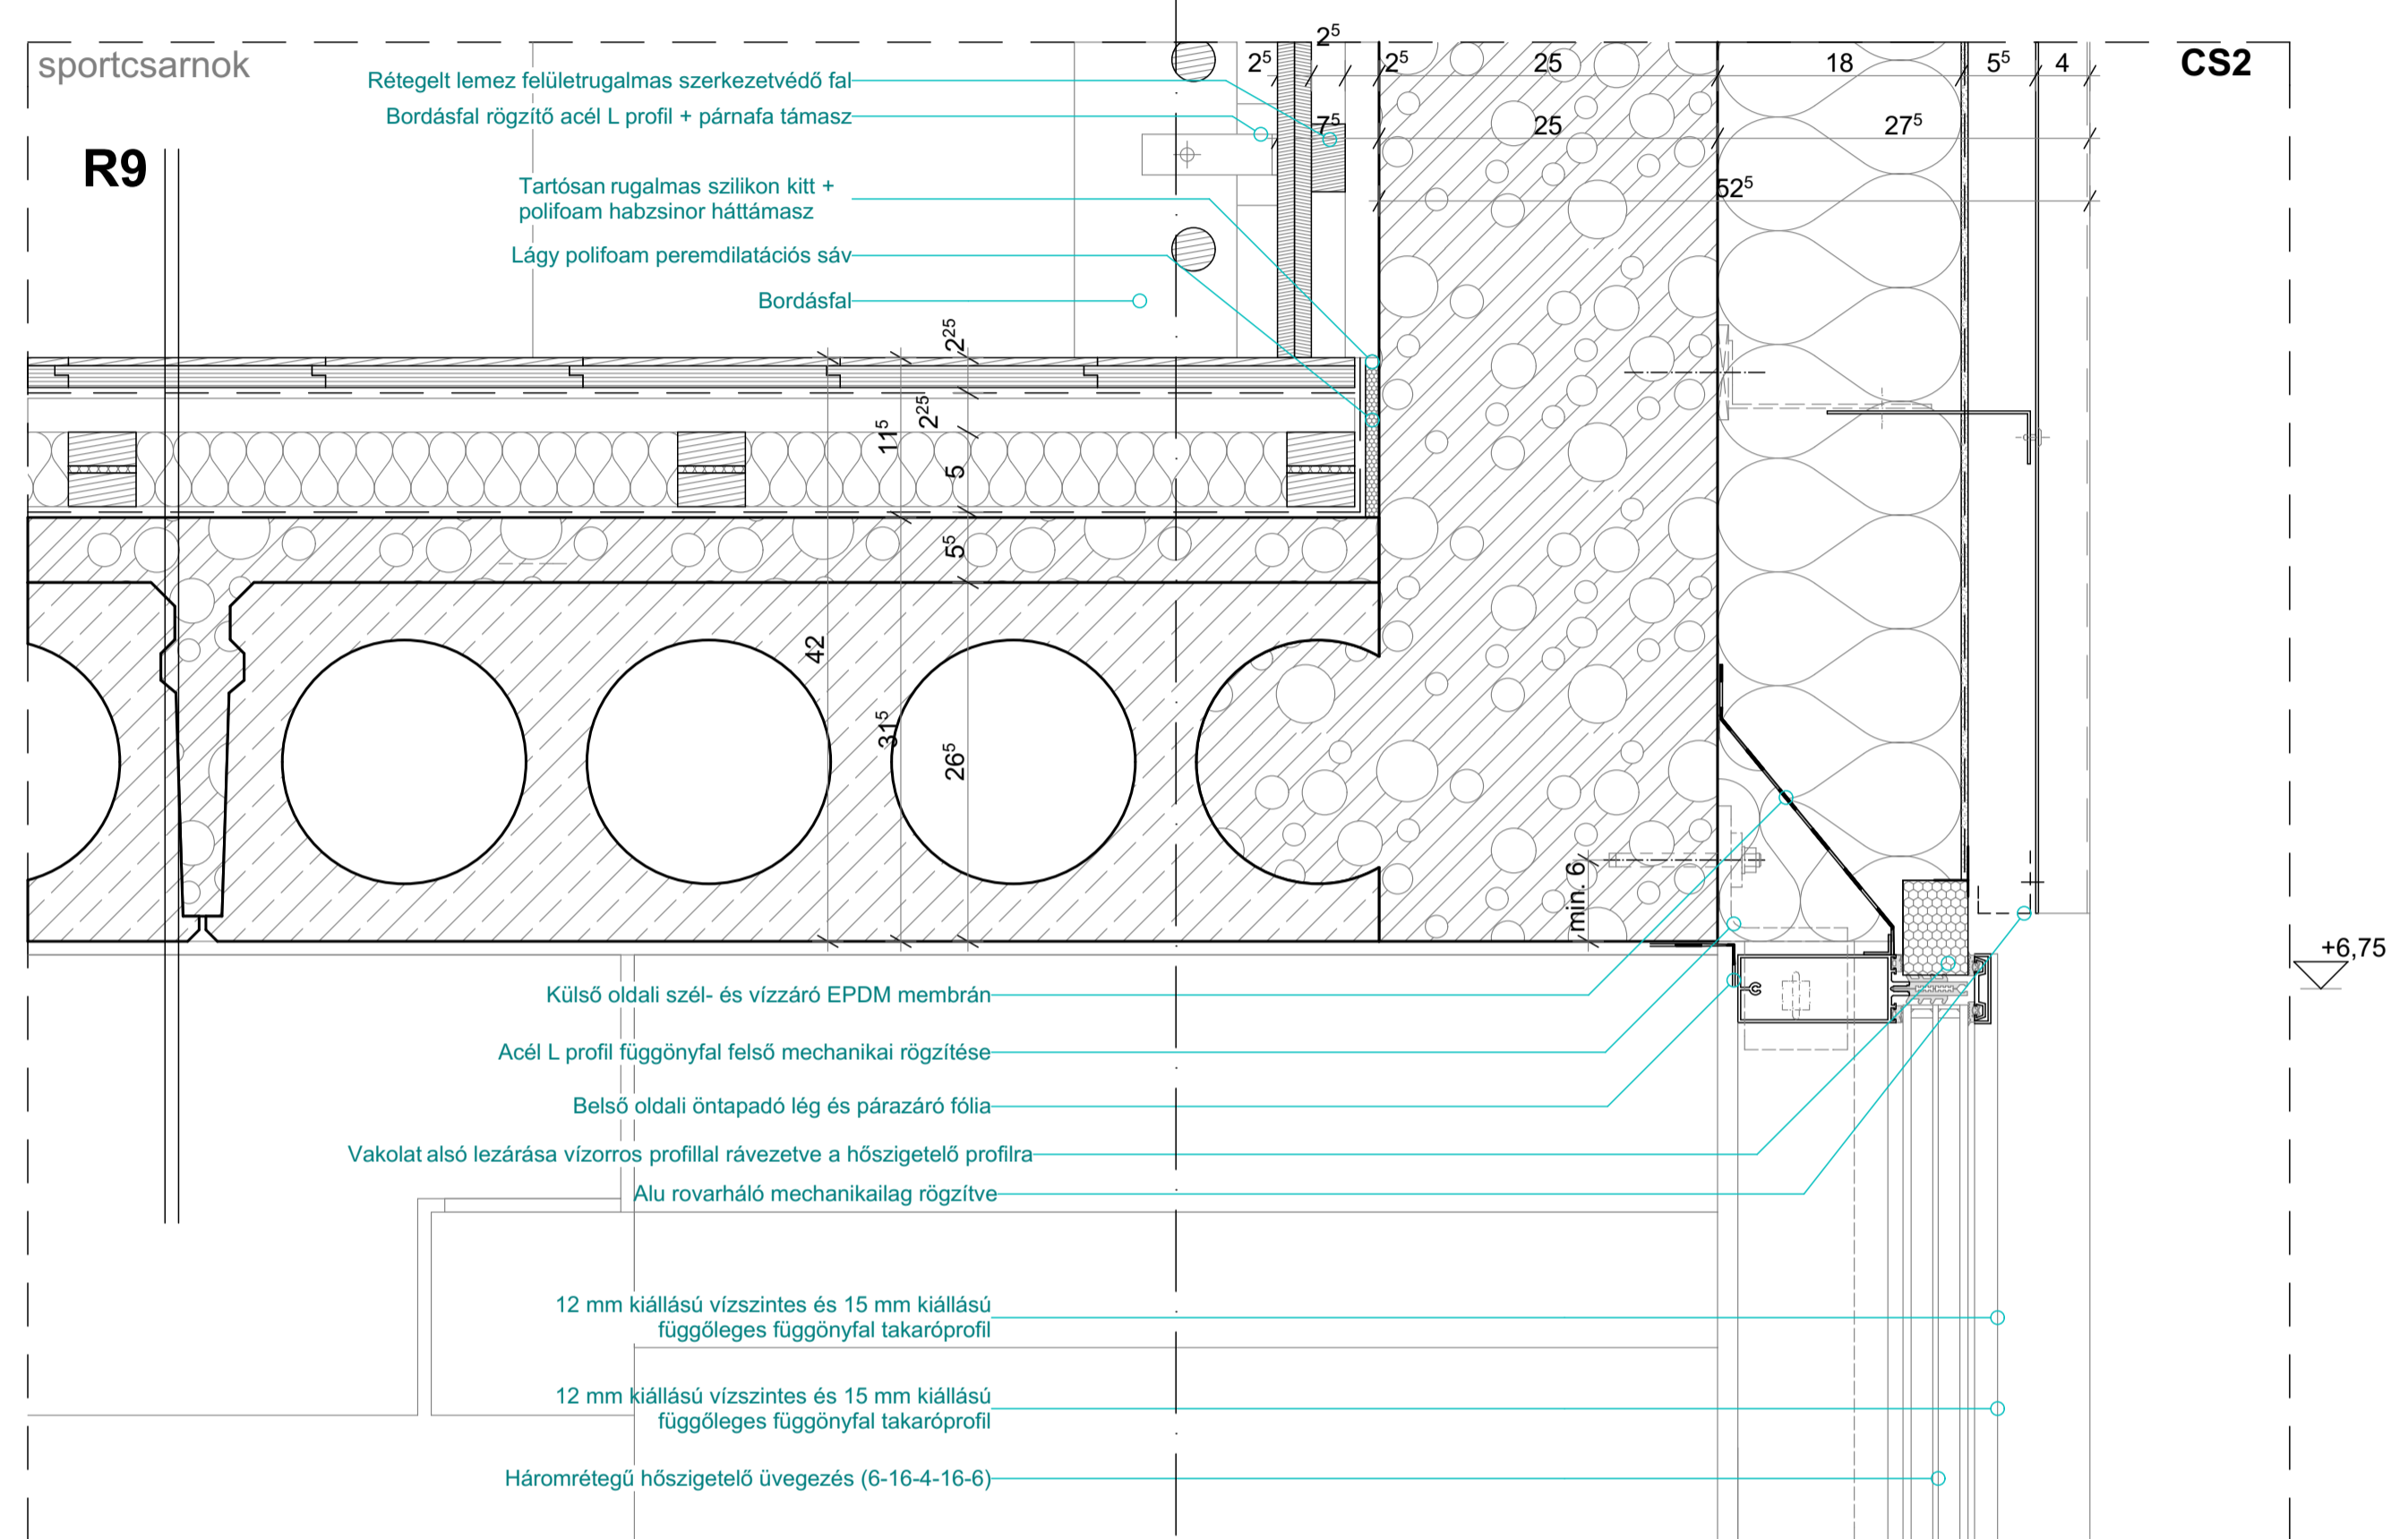 2⁵
sportcsarnok
2⁵
2⁵
25
18
5⁵
4
CS2
Rétegelt lemez felületrugalmas szerkezetvédő fal
Bordásfal rögzítő acél L profil + párnafa támasz
7⁵
25
27⁵
R9
Tartósan rugalmas szilikon kitt +
polifoam habzsinor háttámasz
52⁵
Lágy polifoam peremdilatációs sáv
Bordásfal
2²⁵
2²⁵
11⁵
5
5⁵
42
31⁵
26⁵
min. 6
+6,75
Külső oldali szél- és vízzáró EPDM membrán
Acél L profil függönyfal felső mechanikai rögzítése
Belső oldali öntapadó lég és párazáró fólia
Vakolat alsó lezárása vízorros profillal rávezetve a hőszigetelő profilra
Alu rovarháló mechanikailag rögzítve
12 mm kiállású vízszintes és 15 mm kiállású
függőleges függönyfal takaróprofil
12 mm kiállású vízszintes és 15 mm kiállású
függőleges függönyfal takaróprofil
Háromrétegű hőszigetelő üvegezés (6-16-4-16-6)